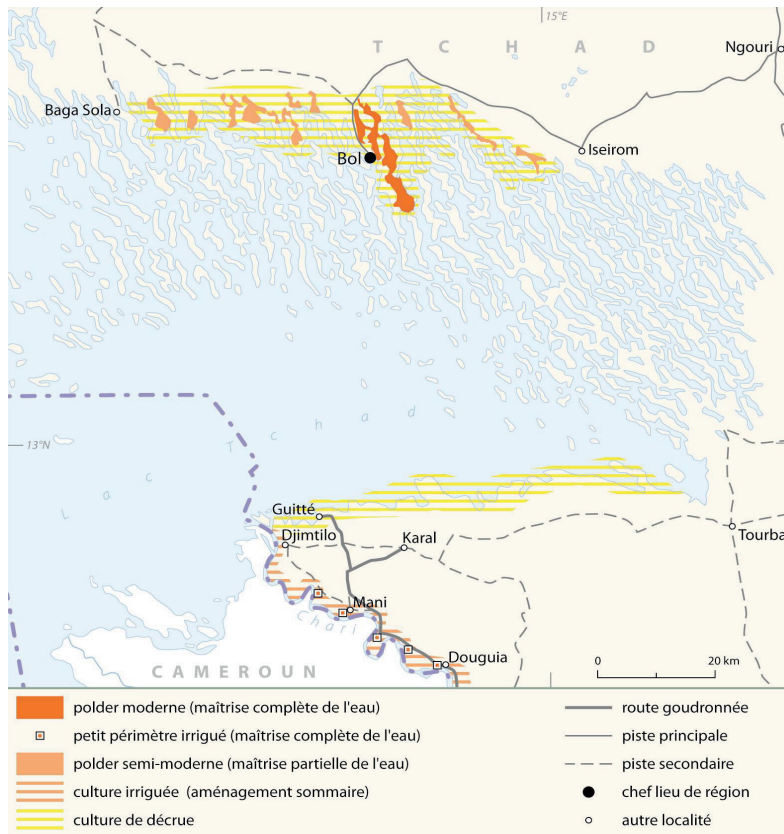 15°E
TCHAD
Ngouri
Baga Sola
Bol
Iseirom
13°N
Lac Tchad
Guitté
Djimtilo
Karal
Tourba
Mani
Chari
Douguia
CAMEROUN
0 20 km
polder moderne (maîtrise complète de l'eau)
petit périmètre irrigué (maîtrise complète de l'eau)
polder semi-moderne (maîtrise partielle de l'eau)
culture irriguée (aménagement sommaire)
culture de décrue
route goudronnée
piste principale
piste secondaire
chef lieu de région
autre localité